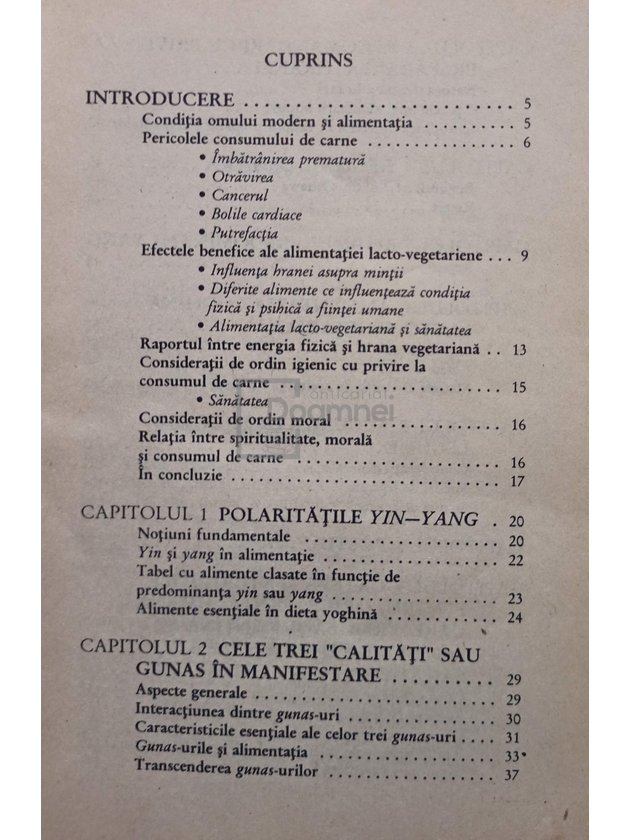 CUPRINS
INTRODUCERE . . . . . . . . . . . . . . . . . . . . . . . . . . . 5
Condiția omului modern și alimentația . . . . . . . . . . 5
Pericolele consumului de carne . . . . . . . . . . . . . . . . 6
• Îmbătrânirea prematură
• Otrăvirea
• Cancerul
• Bolile cardiace
• Putrefacția
Efectele benefice ale alimentației lacto-vegetariene . . . 9
• Influența hranei asupra minții
• Diferite alimente ce influențează condiția
fizică și psihică a ființei umane
• Alimentația lacto-vegetariană și sănătatea
Raportul între energia fizică și hrana vegetariană . . 13
Considerații de ordin igienic cu privire la
consumul de carne . . . . . . . . . . . . . . . . . . . . . . . 15
• Sănătatea
anticariat
Doamnei
Considerații de ordin moral . . . . . . . . . . . . . . . . . 16
Relația între spiritualitate, morală
și consumul de carne . . . . . . . . . . . . . . . . . . . . . 16
În concluzie . . . . . . . . . . . . . . . . . . . . . . . . . . . . 17
CAPITOLUL 1 POLARITĂȚILE YIN—YANG . 20
Noțiuni fundamentale . . . . . . . . . . . . . . . . . . . . 20
Yin și yang în alimentație . . . . . . . . . . . . . . . . . . 22
Tabel cu alimente clasate în funcție de
predominanța yin sau yang . . . . . . . . . . . . . . . . . 23
Alimente esențiale în dieta yoghină . . . . . . . . . . . 24
CAPITOLUL 2 CELE TREI "CALITĂȚI" SAU
GUNAS ÎN MANIFESTARE . . . . . . . . . . 29
Aspecte generale . . . . . . . . . . . . . . . . . . . . . . . . . 29
Interacțiunea dintre gunas-uri . . . . . . . . . . . . . . . 30
Caracteristicile esențiale ale celor trei gunas-uri . . . . 31
Gunas-urile și alimentația . . . . . . . . . . . . . . . . . . 33
Transcenderea gunas-urilor . . . . . . . . . . . . . . . . . 37